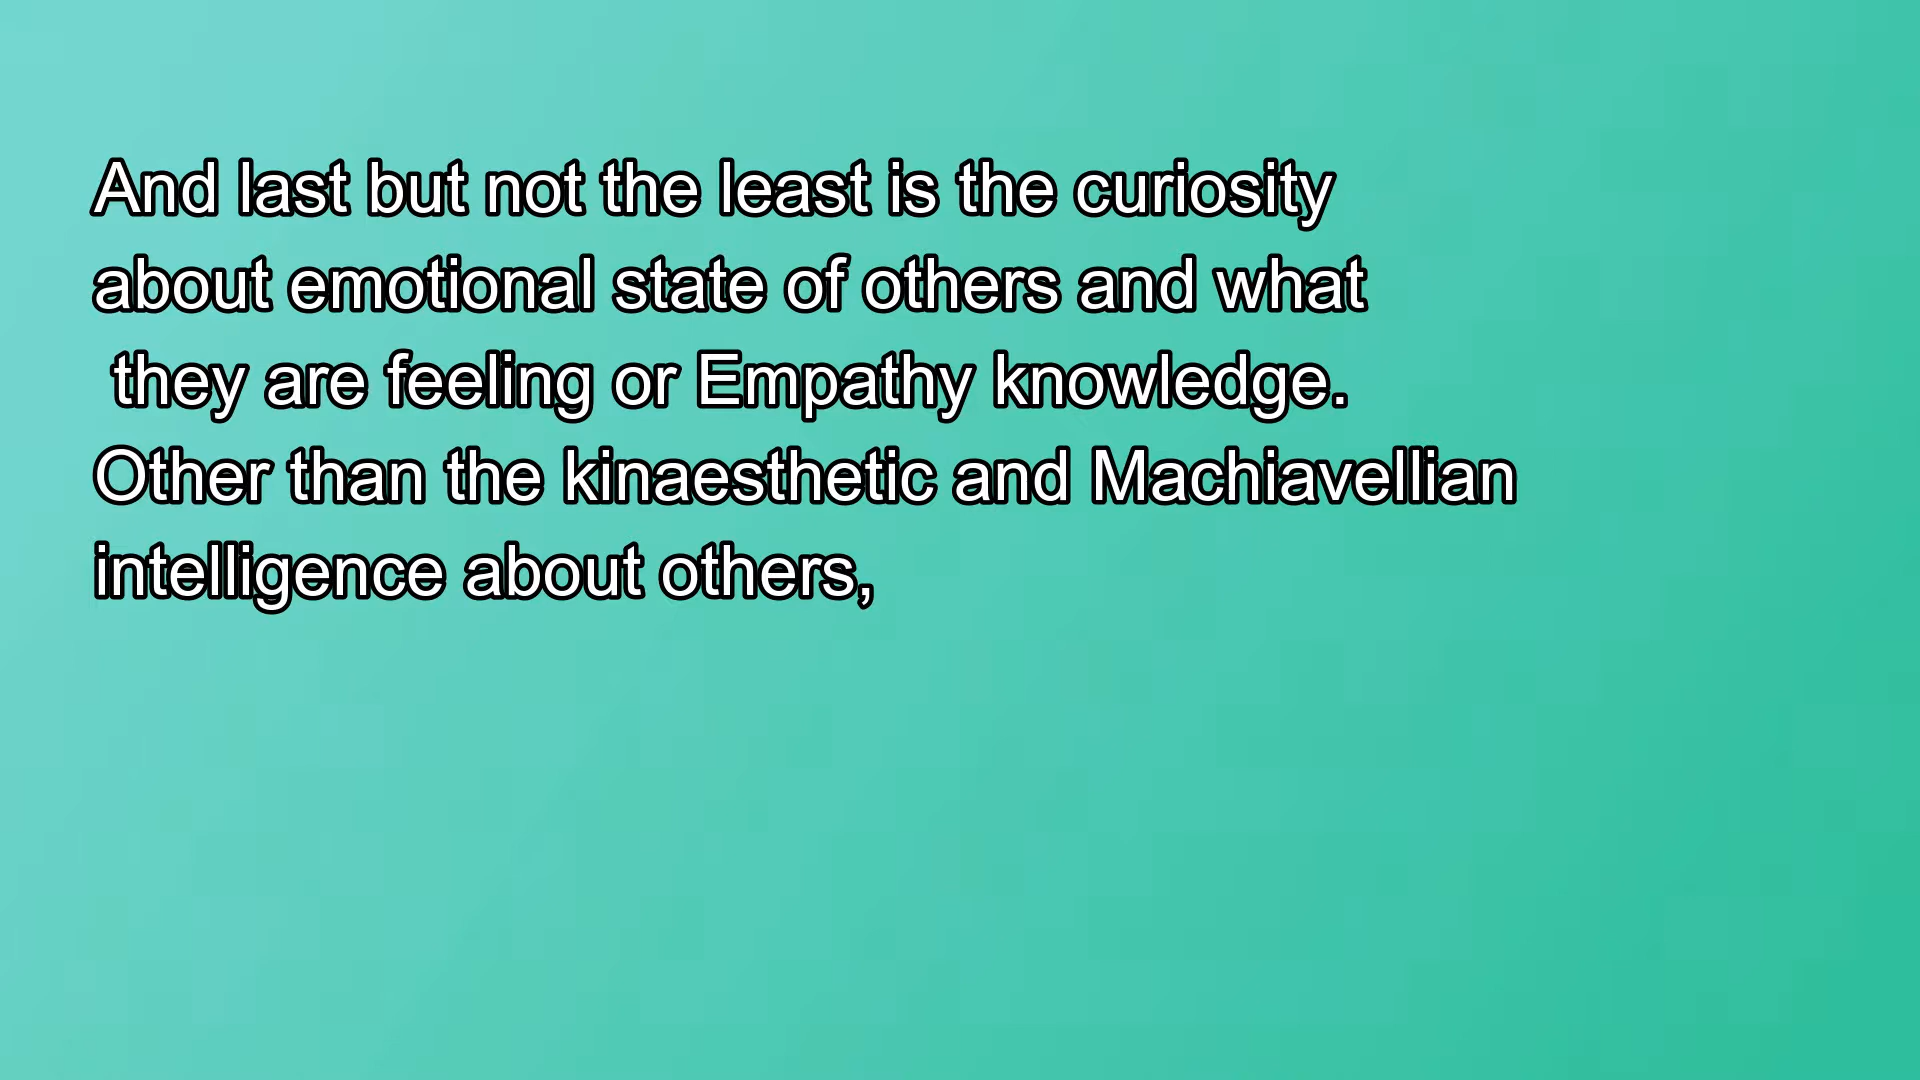 And last but not the least is the curiosity
about emotional state of others and what
they are feeling or Empathy knowledge.
Other than the kinaesthetic and Machiavellian
intelligence about others,